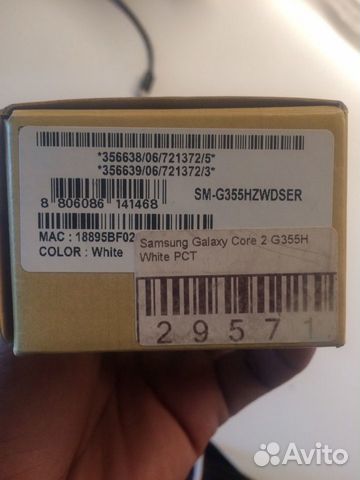 *356638/06/721372/5*
*356639/06/721372/3*
SM-G355HZWDSER
8 806086 141468
MAC : 18895BF02
COLOR : White
Samsung Galaxy Core 2 G355H
White РСТ
29571
Avito